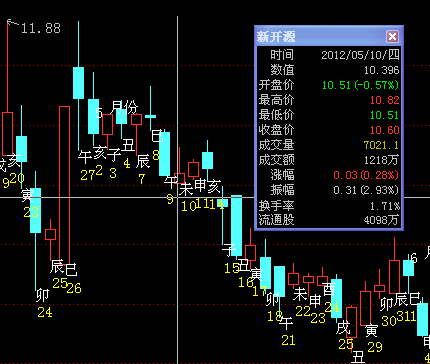 11.88
新开源
时间 2012/05/10/四
数值 10.396
开盘价 10.51(-0.57%)
最高价 10.82
最低价 10.51
收盘价 10.60
成交量 7021.1
成交额 1218万
涨幅 0.03(0.28%)
振幅 0.31(2.93%)
换手率 1.71%
流通股 4098万
5 月份
亥
9
20
寅
卯
24
辰
25
巳
26
午
27
亥
2
子
3
丑
4
辰
7
巳
8
午
9
未
10
申
11
亥
子
15
丑
16
寅
17
卯
18
午
21
未
22
申
23
酉
24
戌
25
丑
寅
29
卯
30
辰
31
巳
1
6 月
午
4